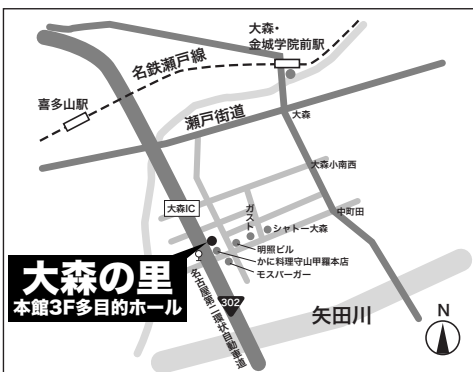 大森・
金城学院前駅
名鉄瀬戸線
喜多山駅
瀬戸街道
大森
大森小南西
大森IC
ガスト
中町田
シャトー大森
明照ビル
かに料理守山甲羅本店
モスバーガー
大森の里
本館3F多目的ホール
302
名古屋第二環状自動車道
矢田川
N